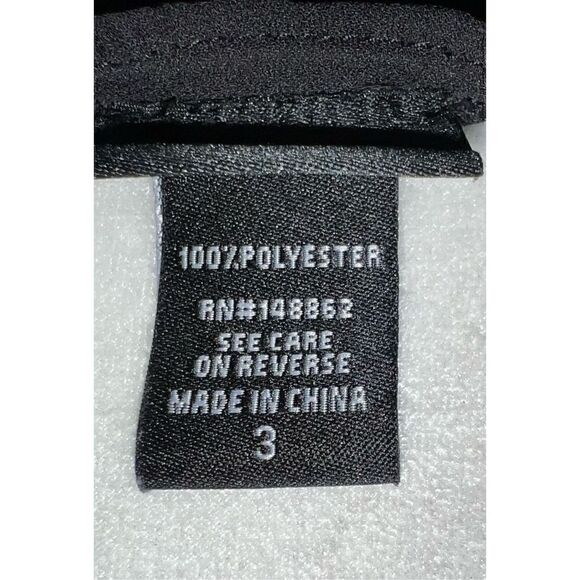 100% POLYESTER
RN#148862
SEE CARE
ON REVERSE
MADE IN CHINA
3